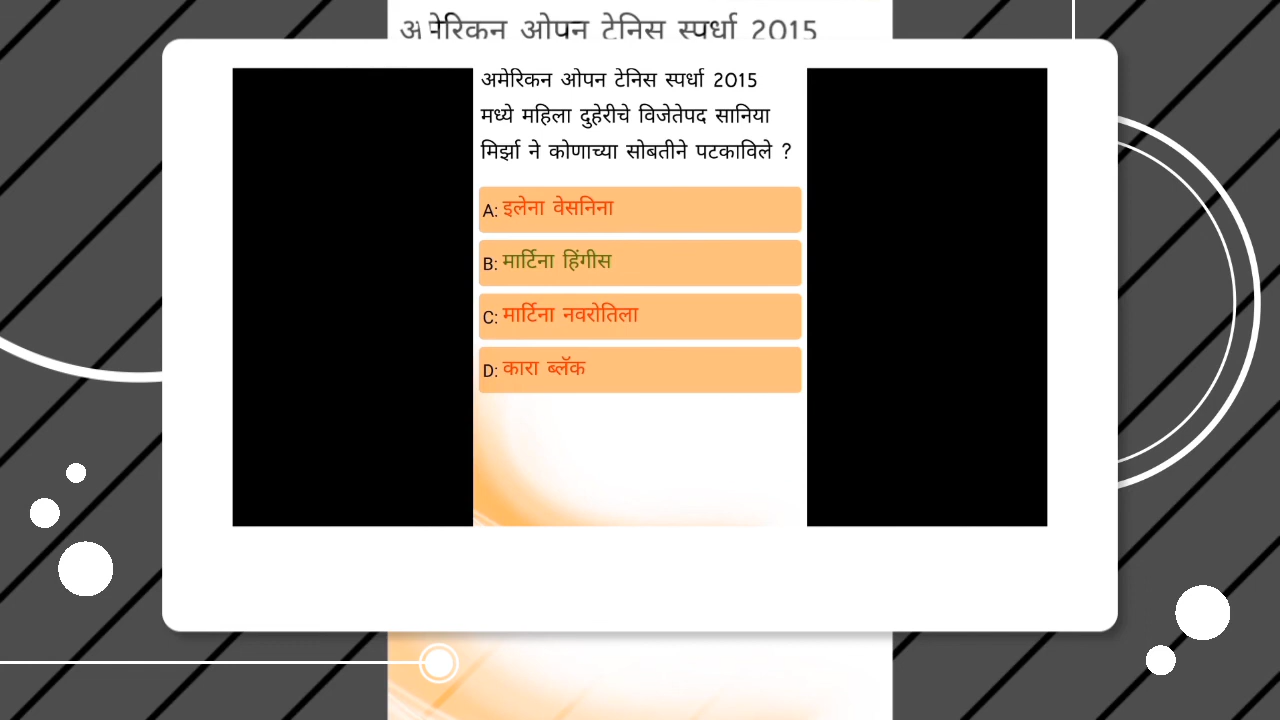 अमेरिकन ओपन टेनिस स्पर्धा 2015
अमेरिकन ओपन टेनिस स्पर्धा 2015
मध्ये महिला दुहेरीचे विजेतेपद सानिया
मिर्झा ने कोणाच्या सोबतीने पटकाविले ?
A: इलेना वेसनिना
B: मार्टिना हिंगीस
C: मार्टिना नवरोतिला
D: कारा ब्लॅक